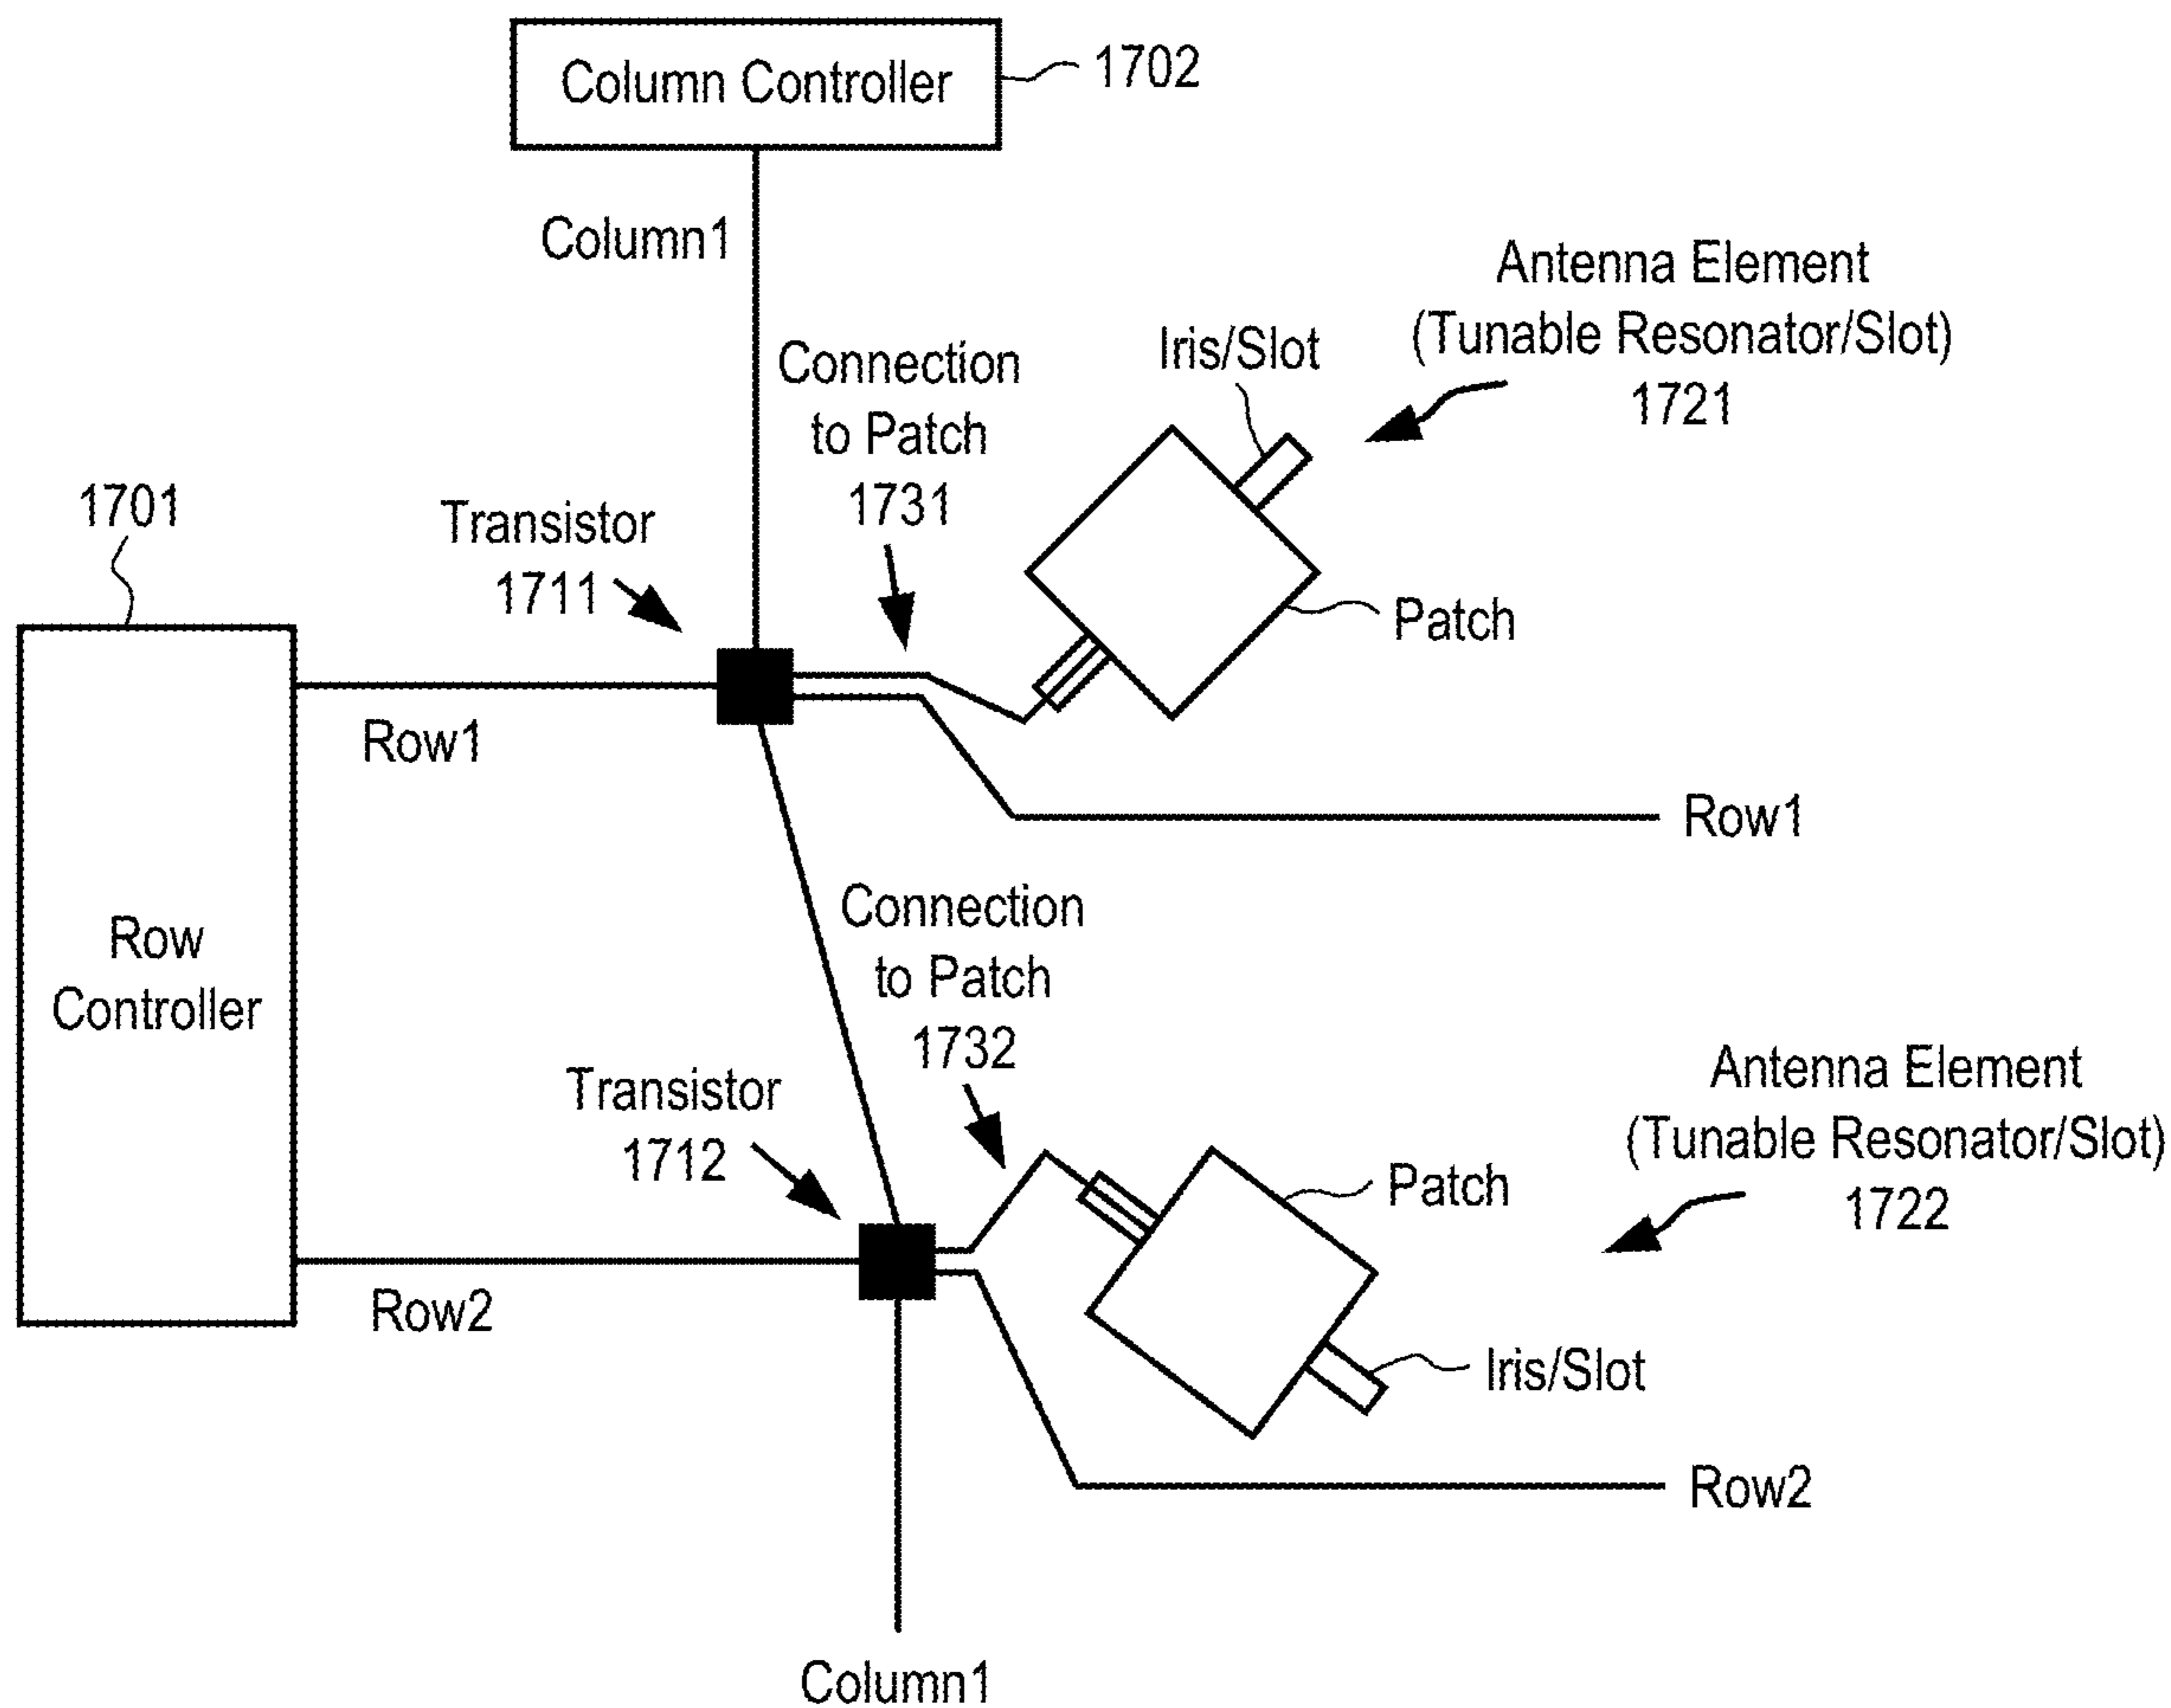 Column Controller
1702
Column1
Antenna Element
(Tunable Resonator/Slot)
1721
Iris/Slot
Connection
to Patch
1731
1701
Transistor
1711
Patch
Row1
Row1
Row
Controller
Connection
to Patch
1732
Transistor
1712
Antenna Element
(Tunable Resonator/Slot)
1722
Patch
Row2
Iris/Slot
Row2
Column1